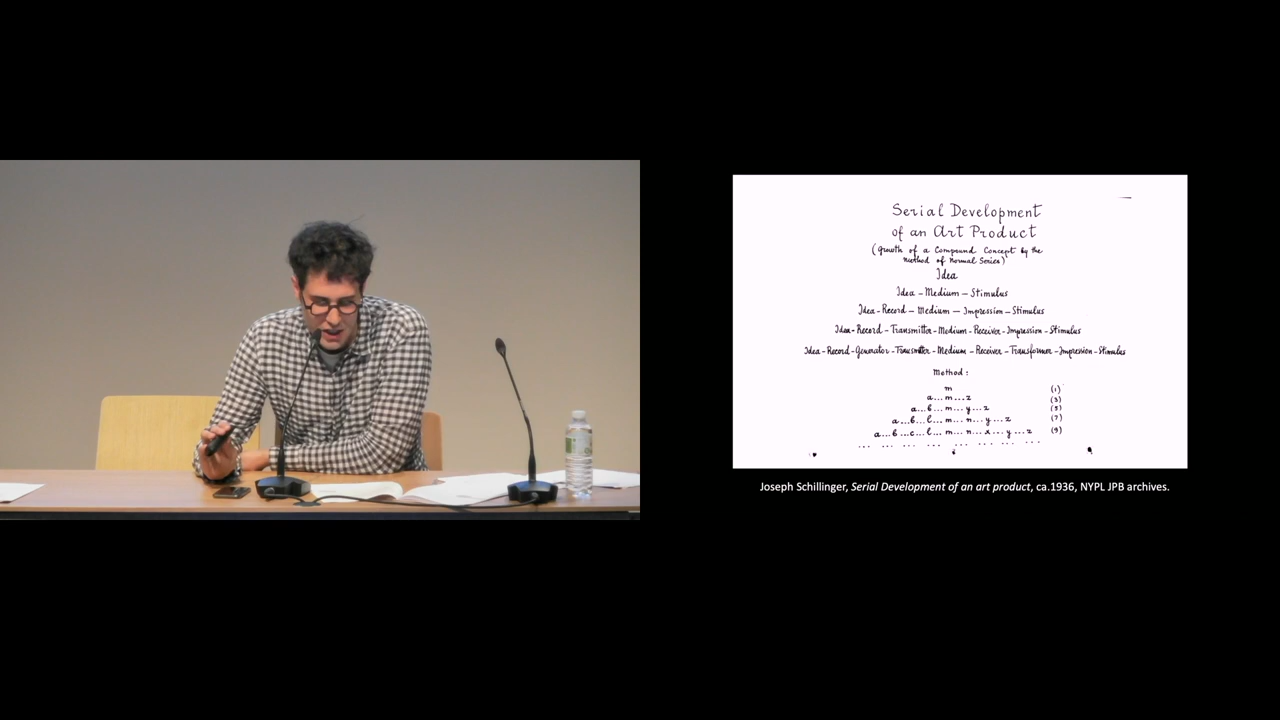 Serial Development
of an Art Product
(Growth of a Compound Concept by the
method of Normal Series)
Idea
Idea – Medium – Stimulus
Idea – Record – Medium – Impression – Stimulus
Idea – Record – Transmitter – Medium – Receiver – Impression – Stimulus
Idea – Record – Generator – Transmitter – Medium – Receiver – Transformer – Impression – Stimulus
Method:
m (1)
a...m...z (3)
a...b...m...y...z (5)
a...b...l...m...n...y...z (7)
a...b...c...l...m...n...x...y...z (9)
... ... ... ... ... ... ... ...
Joseph Schillinger, Serial Development of an art product, ca.1936, NYPL JPB archives.